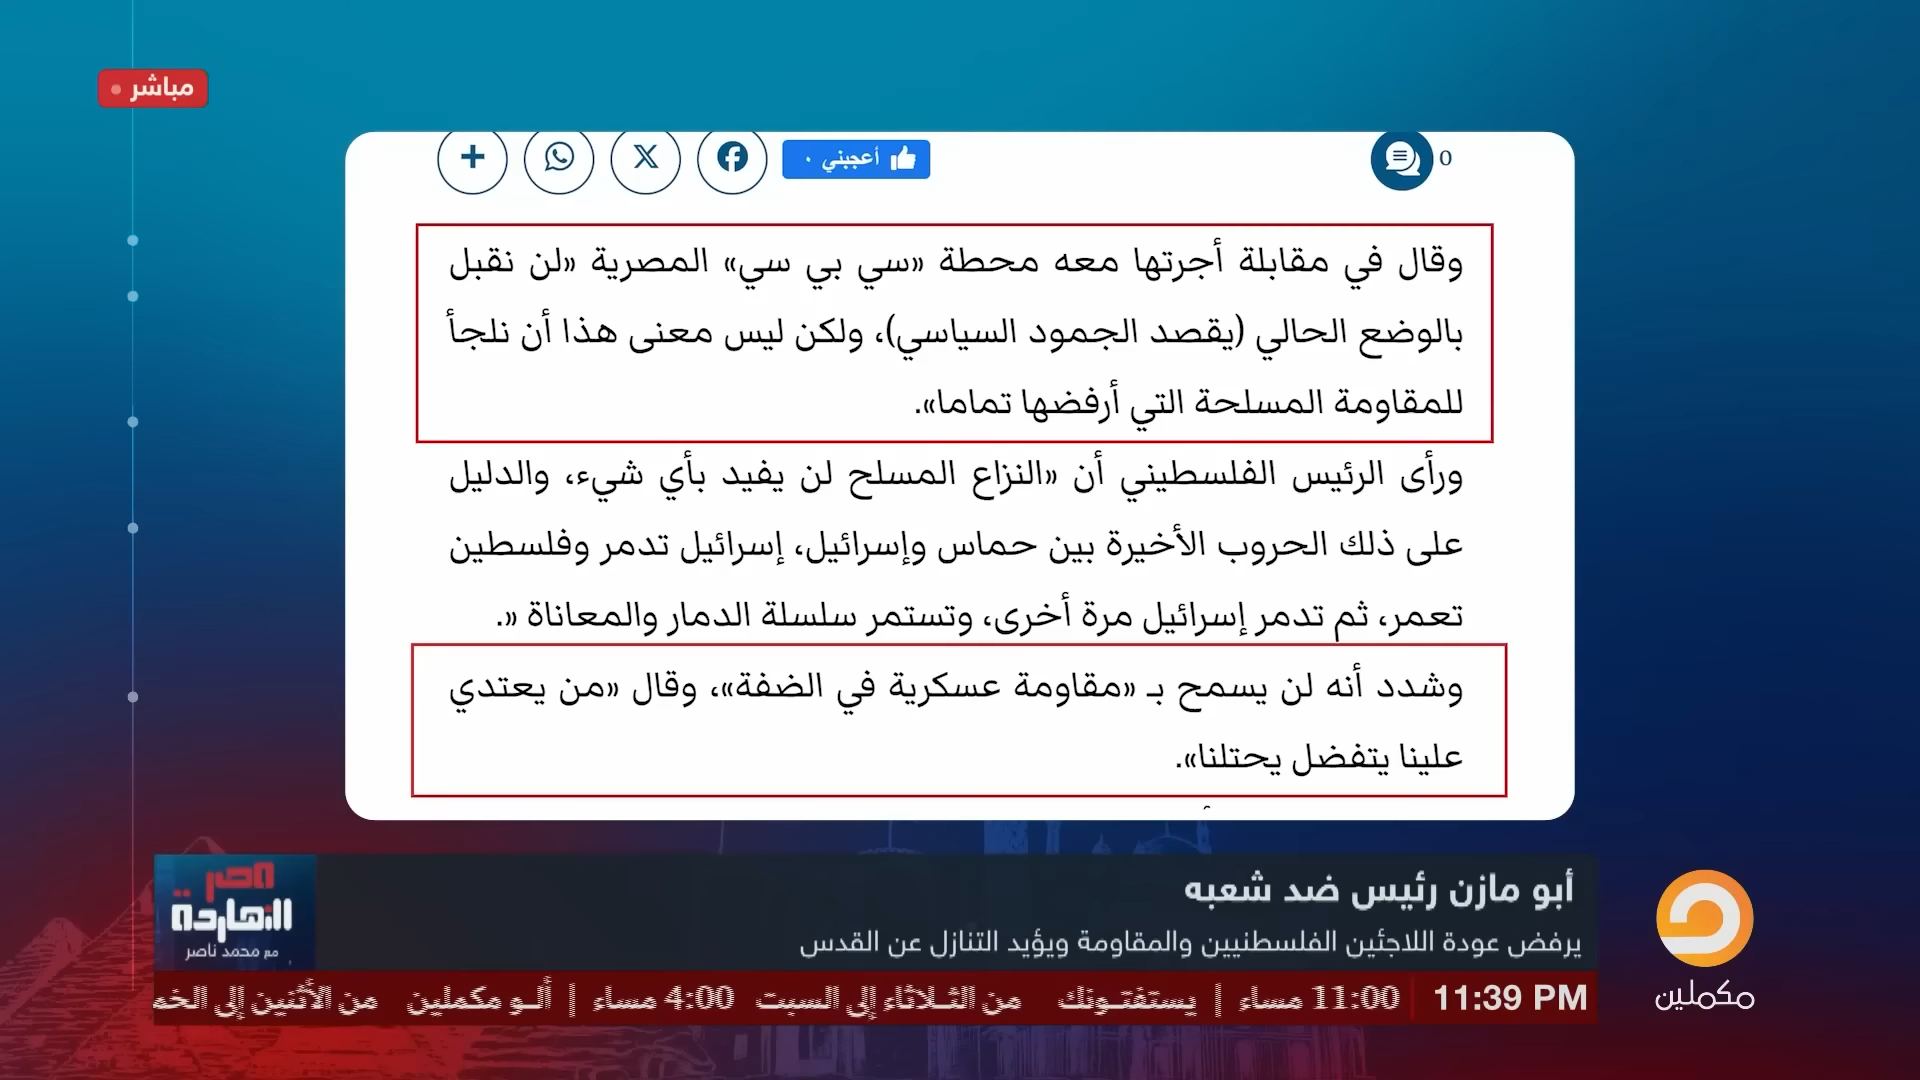 مباشر
أعجبني ٠
0
وقال في مقابلة أجرتها معه محطة «سي بي سي» المصرية «لن نقبل
بالوضع الحالي (يقصد الجمود السياسي)، ولكن ليس معنى هذا أن نلجأ
للمقاومة المسلحة التي أرفضها تماما».
ورأى الرئيس الفلسطيني أن «النزاع المسلح لن يفيد بأي شيء، والدليل
على ذلك الحروب الأخيرة بين حماس وإسرائيل، إسرائيل تدمر وفلسطين
تعمر، ثم تدمر إسرائيل مرة أخرى، وتستمر سلسلة الدمار والمعاناة «.
وشدد أنه لن يسمح بـ «مقاومة عسكرية في الضفة»، وقال «من يعتدي
علينا يتفضل يحتلنا».
أبو مازن رئيس ضد شعبه
يرفض عودة اللاجئين الفلسطنيين والمقاومة ويؤيد التنازل عن القدس
مصر
النهاردة
مع محمد ناصر
11:39 PM
11:00 مساء | يستفتـونك من الثـلاثاء إلى السبت 4:00 مساء | ألـو مكملين من الأثنين إلى
مكملين